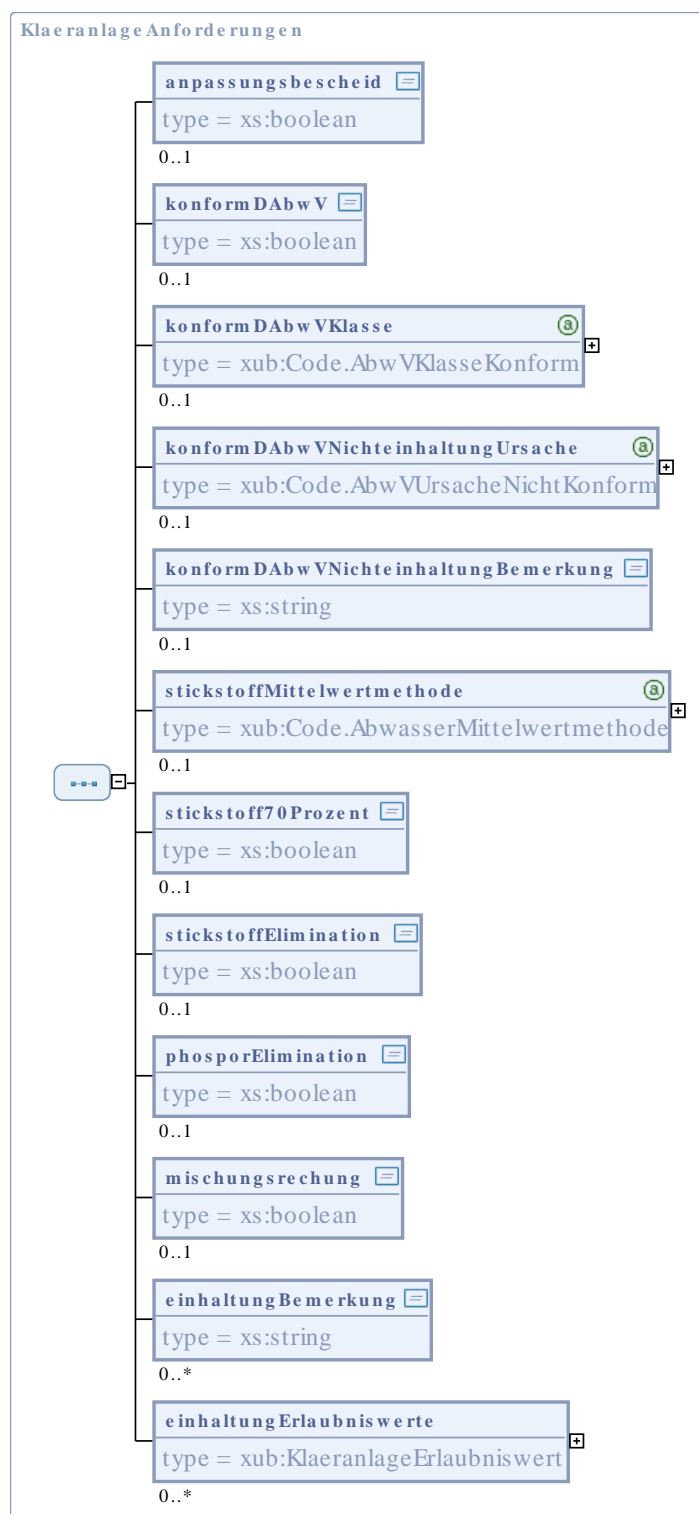 KlaeranlageAnforderungen
anpassungsbescheid
type = xs:boolean
0..1
konformDAbwV
type = xs:boolean
0..1
konformDAbwVKlasse
type = xub:Code.AbwVKlasseKonform
0..1
konformDAbwVNichteinhaltungUrsache
type = xub:Code.AbwVUrsacheNichtKonform
0..1
konformDAbwVNichteinhaltungBemerkung
type = xs:string
0..1
stickstoffMittelwertmethode
type = xub:Code.AbwasserMittelwertmethode
0..1
stickstoff70Prozent
type = xs:boolean
0..1
stickstoffElimination
type = xs:boolean
0..1
phosporElimination
type = xs:boolean
0..1
mischungsrechung
type = xs:boolean
0..1
einhaltungBemerkung
type = xs:string
0..*
einhaltungErlaubniswerte
type = xub:KlaeranlageErlaubniswert
0..*